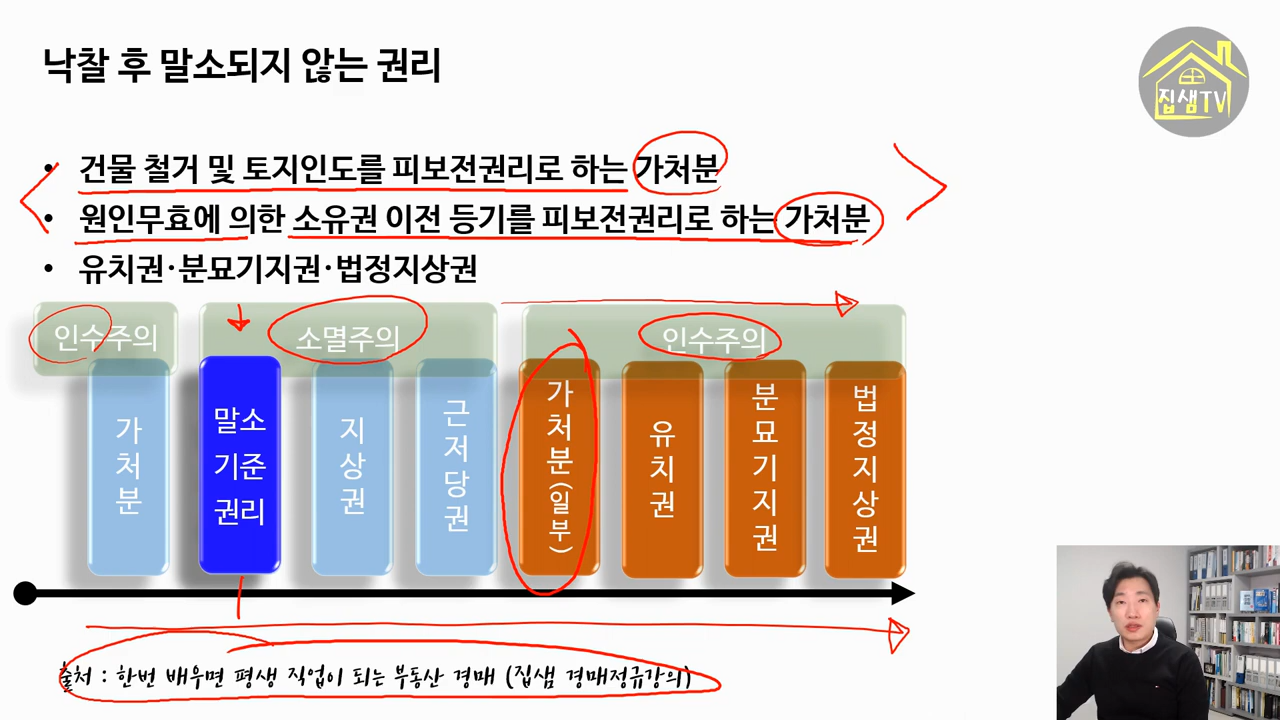 낙찰 후 말소되지 않는 권리
집샘TV
• 건물 철거 및 토지인도를 피보전권리로 하는 가처분
• 원인무효에 의한 소유권 이전 등기를 피보전권리로 하는 가처분
• 유치권·분묘기지권·법정지상권
인수주의
소멸주의
인수주의
가처분
말소
기준
권리
지상권
근저당권
가처분(일부)
유치권
분묘기지권
법정지상권
출처 : 한번 배우면 평생 직업이 되는 부동산 경매 (집샘 경매정규강의)